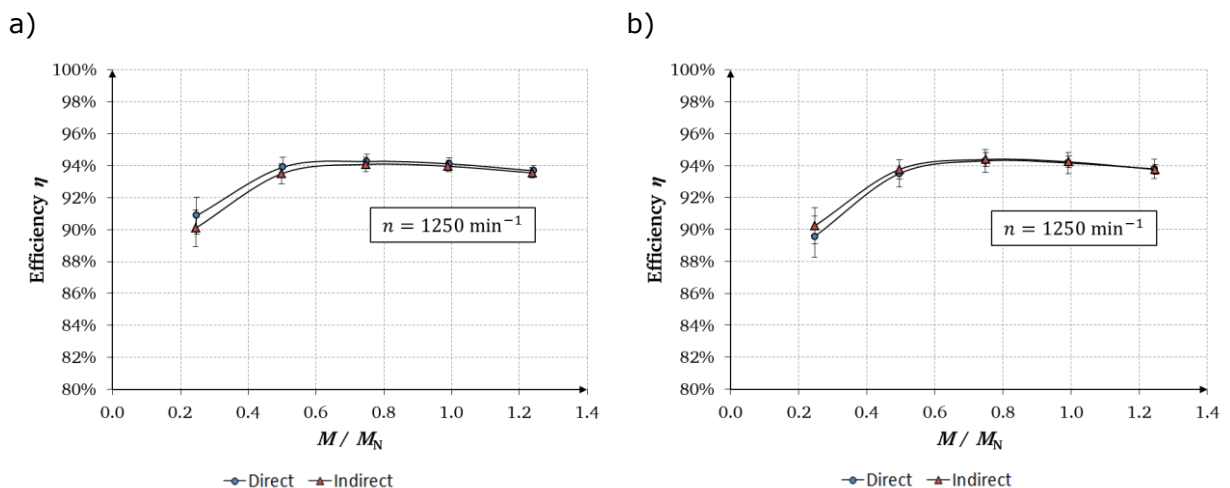 a)
100%
98%
96%
94%
92%
90%
88%
86%
84%
82%
80%
Efficiency η
n = 1250 min⁻¹
0.0 0.2 0.4 0.6 0.8 1.0 1.2 1.4
M / M_N
Direct Indirect
b)
100%
98%
96%
94%
92%
90%
88%
86%
84%
82%
80%
Efficiency η
n = 1250 min⁻¹
0.0 0.2 0.4 0.6 0.8 1.0 1.2 1.4
M / M_N
Direct Indirect